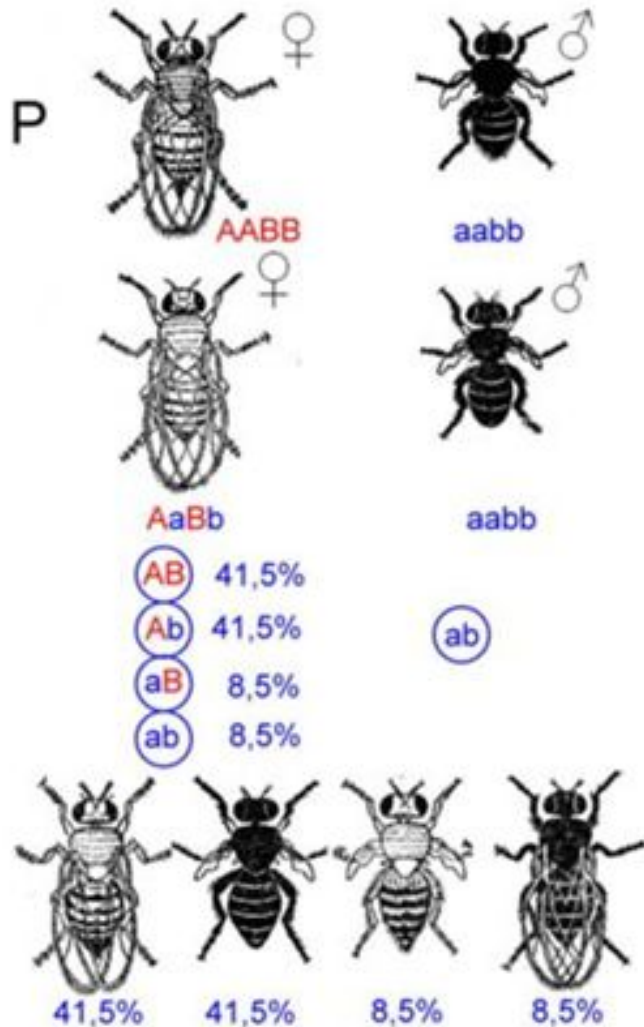 ♀ ♂
P
AABB aabb
♀ ♂
AaBb aabb
AB 41,5%
Ab 41,5%
ab
aB 8,5%
ab 8,5%
41,5% 41,5% 8,5% 8,5%